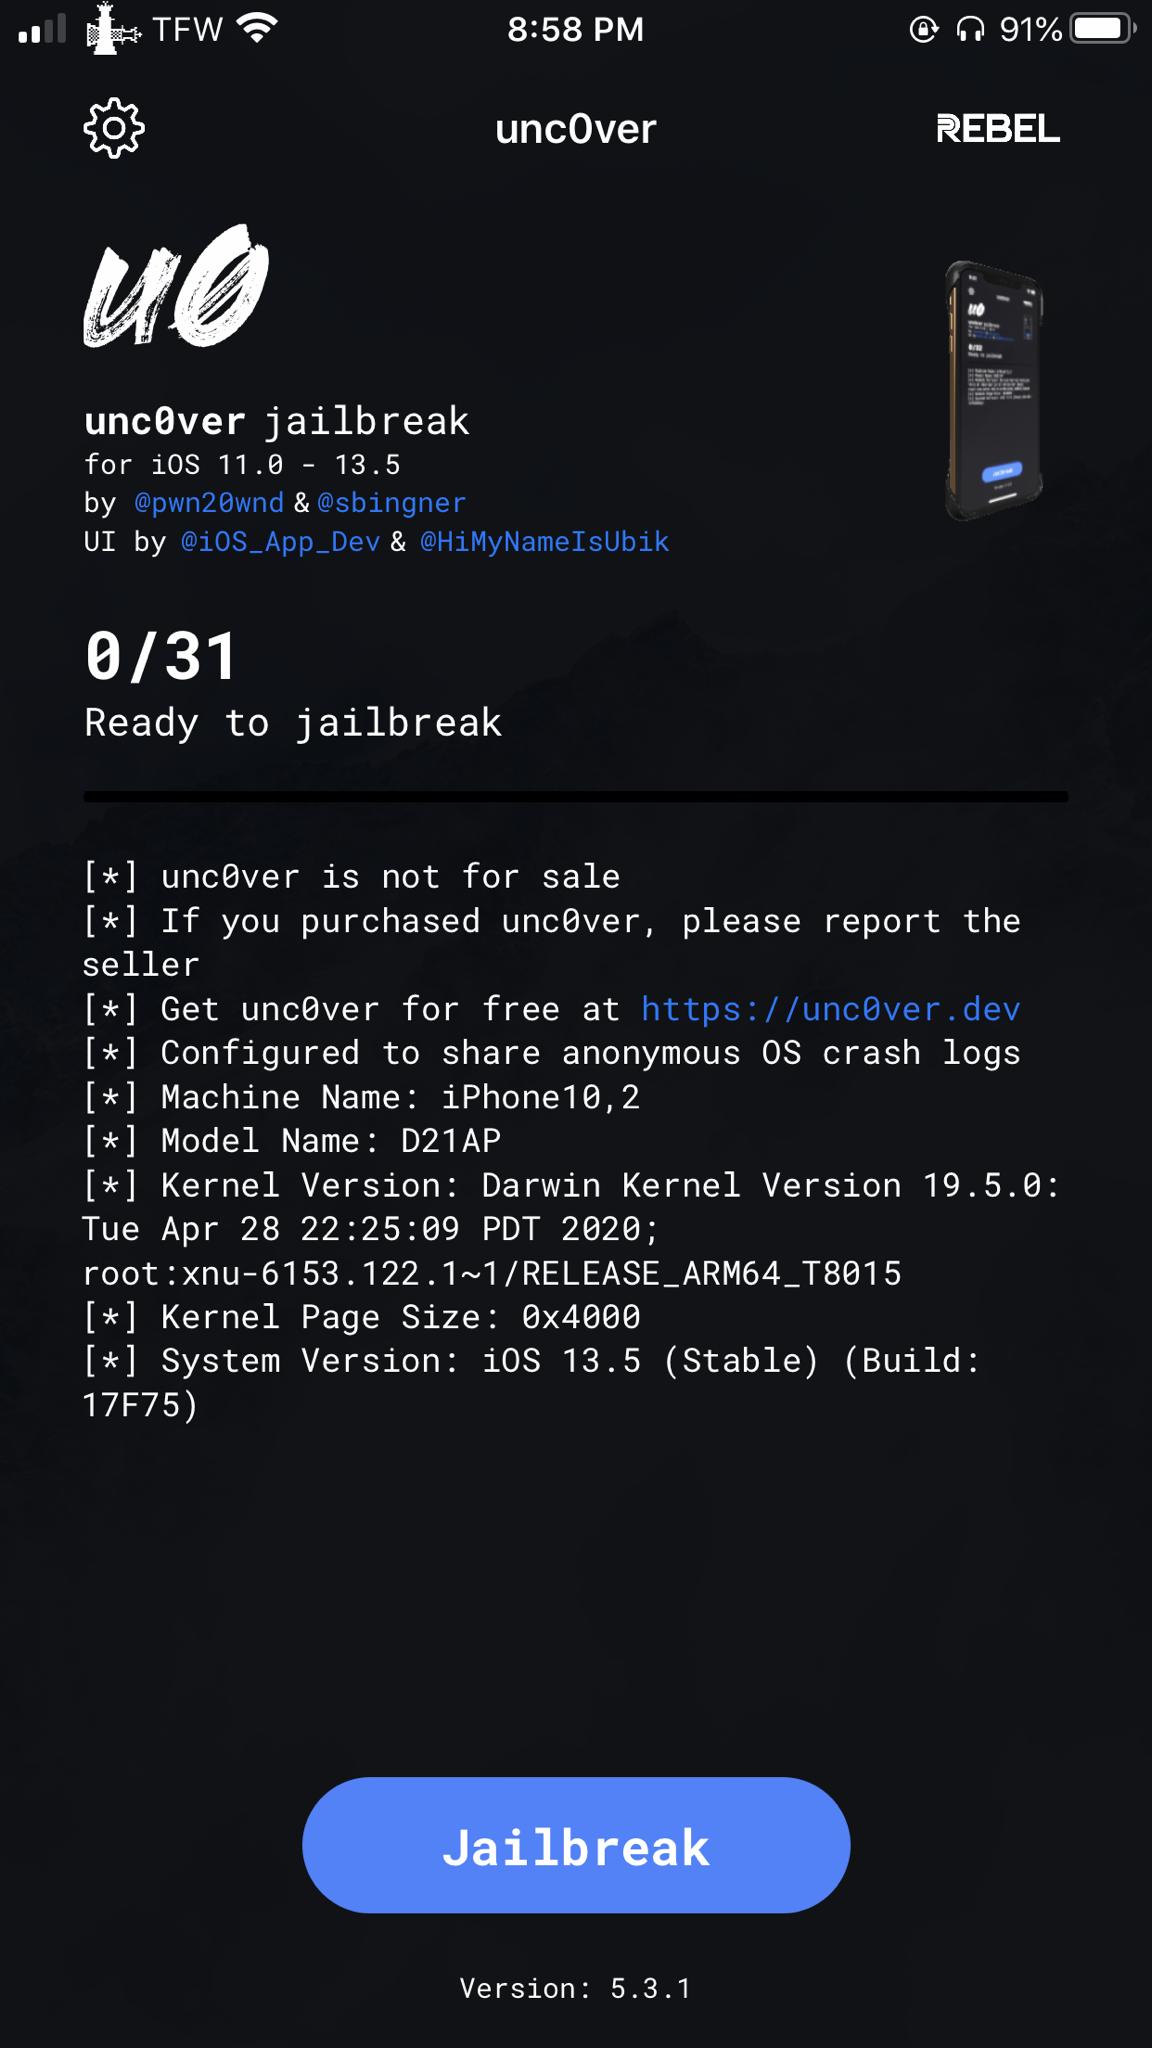 TFW 8:58 PM 91%
unc0ver REBEL
u0
unc0ver jailbreak
for iOS 11.0 - 13.5
by @pwn20wnd & @sbingner
UI by @iOS_App_Dev & @HiMyNameIsUbik
0/31
Ready to jailbreak
[*] unc0ver is not for sale
[*] If you purchased unc0ver, please report the
seller
[*] Get unc0ver for free at https://unc0ver.dev
[*] Configured to share anonymous OS crash logs
[*] Machine Name: iPhone10,2
[*] Model Name: D21AP
[*] Kernel Version: Darwin Kernel Version 19.5.0:
Tue Apr 28 22:25:09 PDT 2020;
root:xnu-6153.122.1~1/RELEASE_ARM64_T8015
[*] Kernel Page Size: 0x4000
[*] System Version: iOS 13.5 (Stable) (Build:
17F75)
Jailbreak
Version: 5.3.1